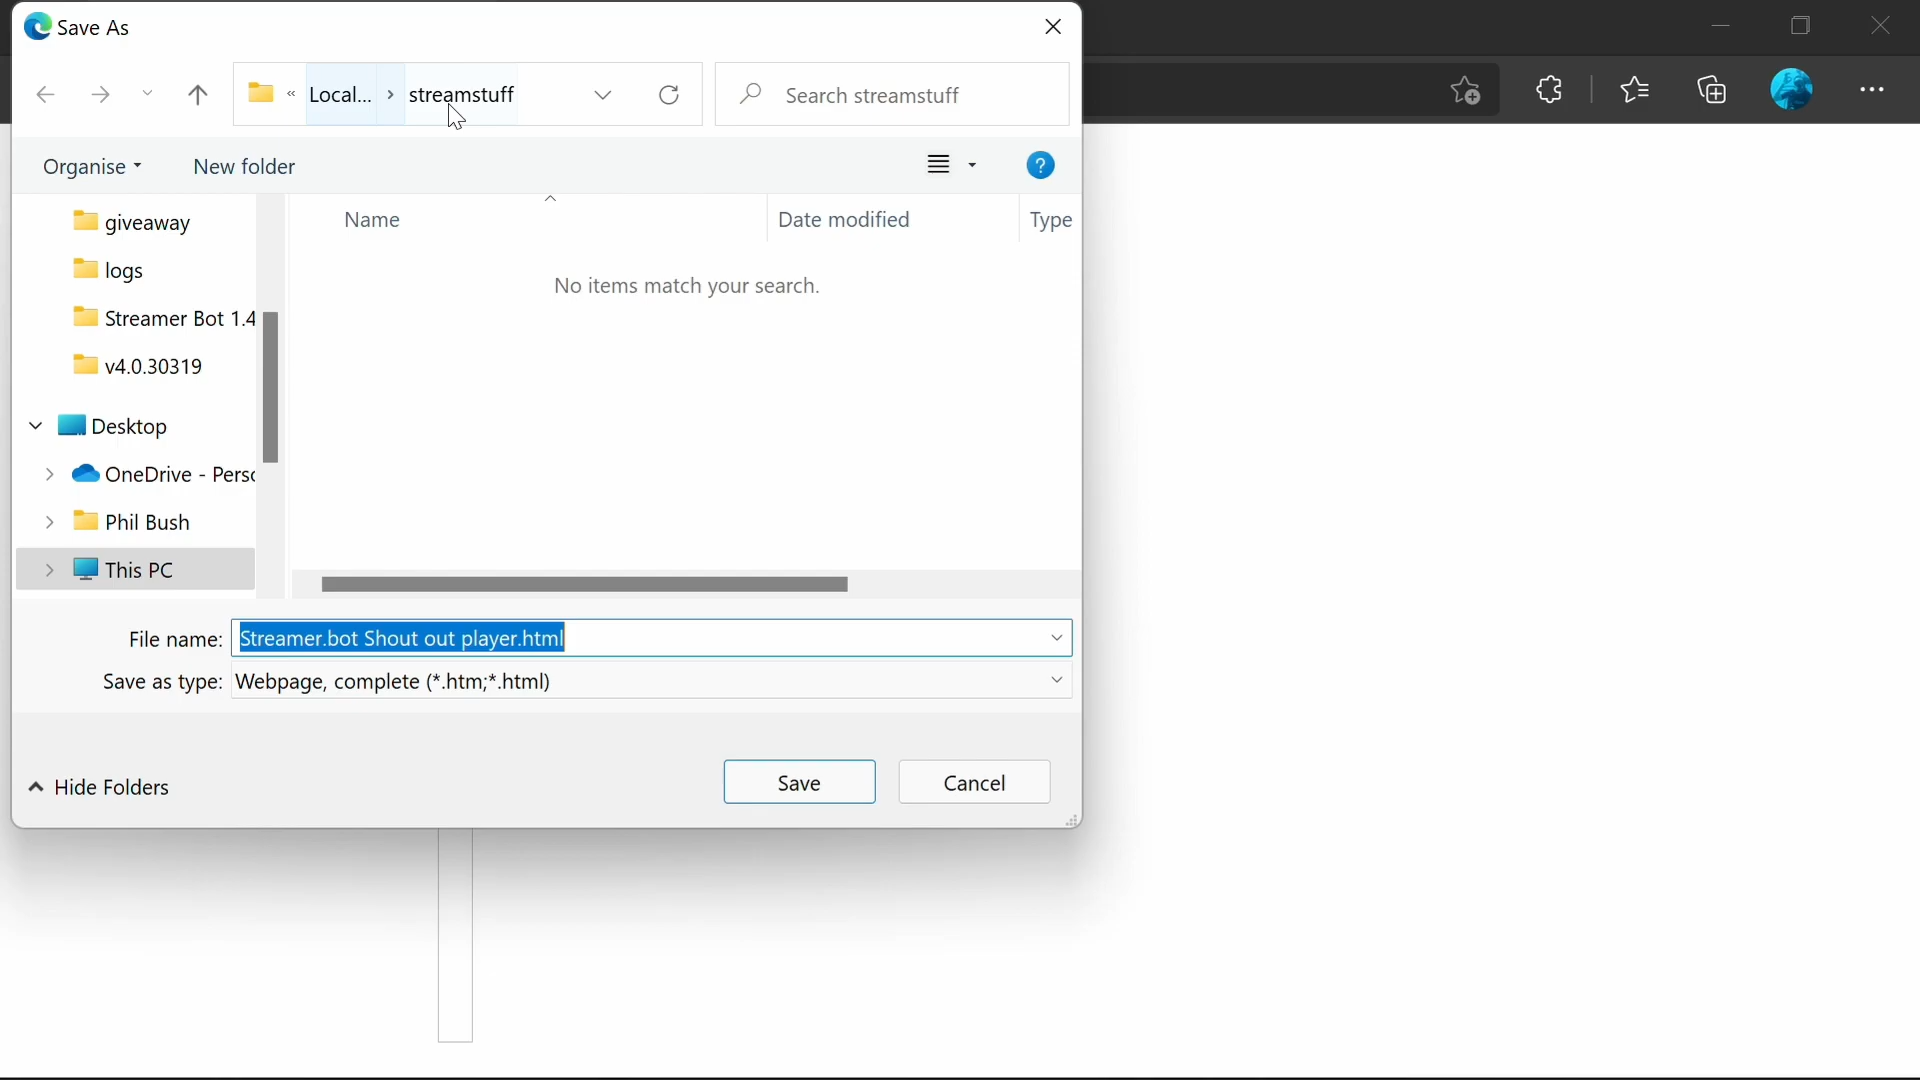 Save As
« Local... › streamstuff
Search streamstuff
Organise
New folder
?
Name
Date modified
Type
giveaway
logs
Streamer Bot 1.4
v4.0.30319
No items match your search.
Desktop
OneDrive - Perso
Phil Bush
This PC
File name: Streamer.bot Shout out player.html
Save as type: Webpage, complete (*.htm;*.html)
Hide Folders
Save
Cancel